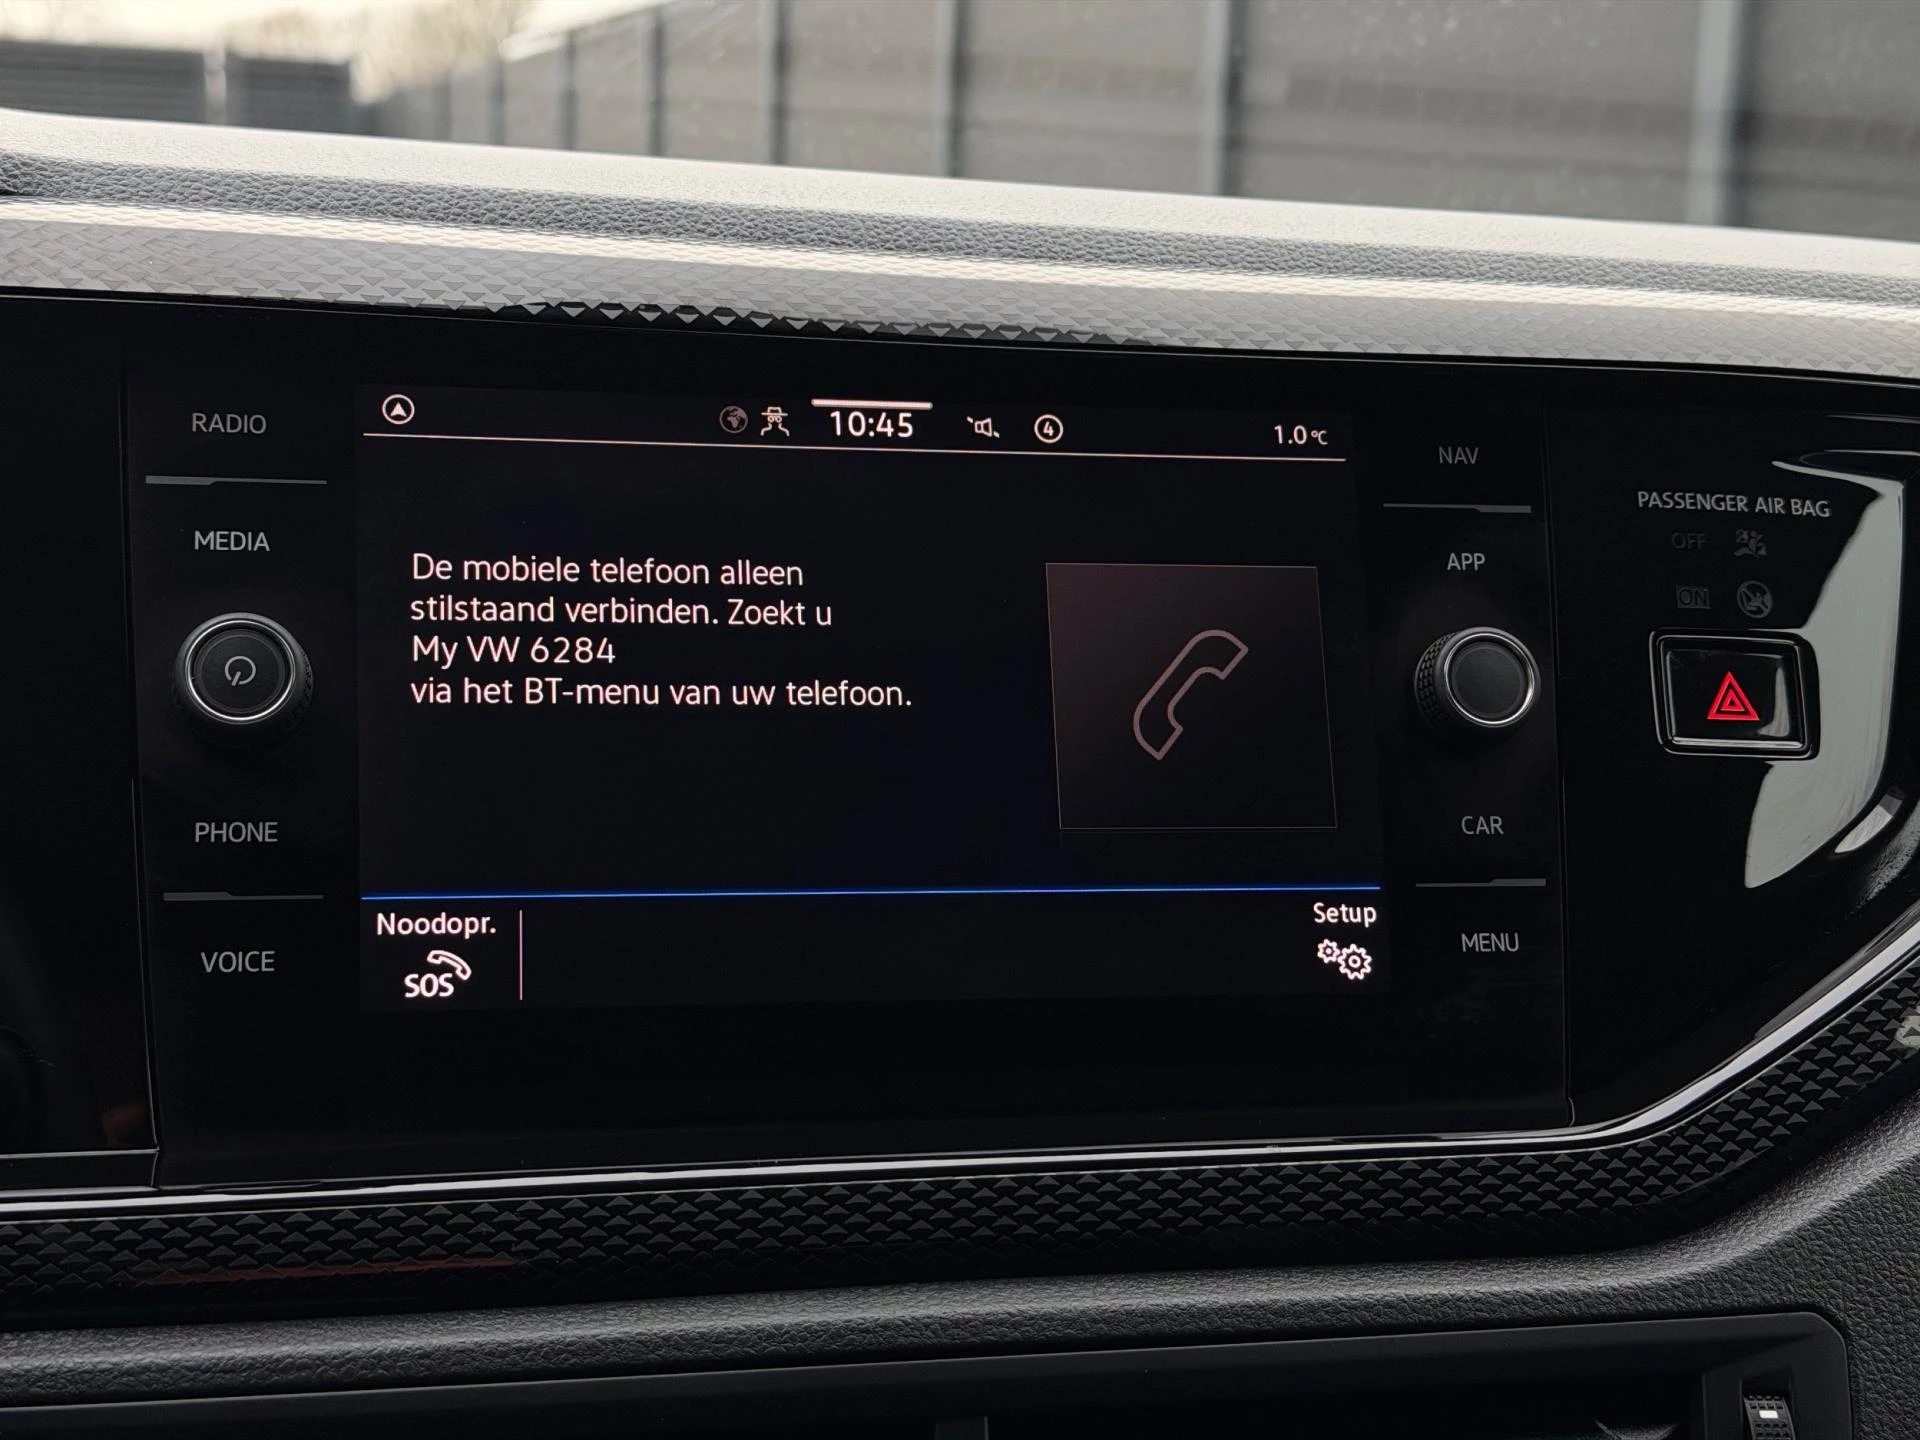 RADIO
MEDIA
PHONE
VOICE
10:45
4
1.0°C
De mobiele telefoon alleen
stilstaand verbinden. Zoekt u
My VW 6284
via het BT-menu van uw telefoon.
Noodopr.
SOS
Setup
NAV
APP
CAR
MENU
PASSENGER AIR BAG
OFF
ON